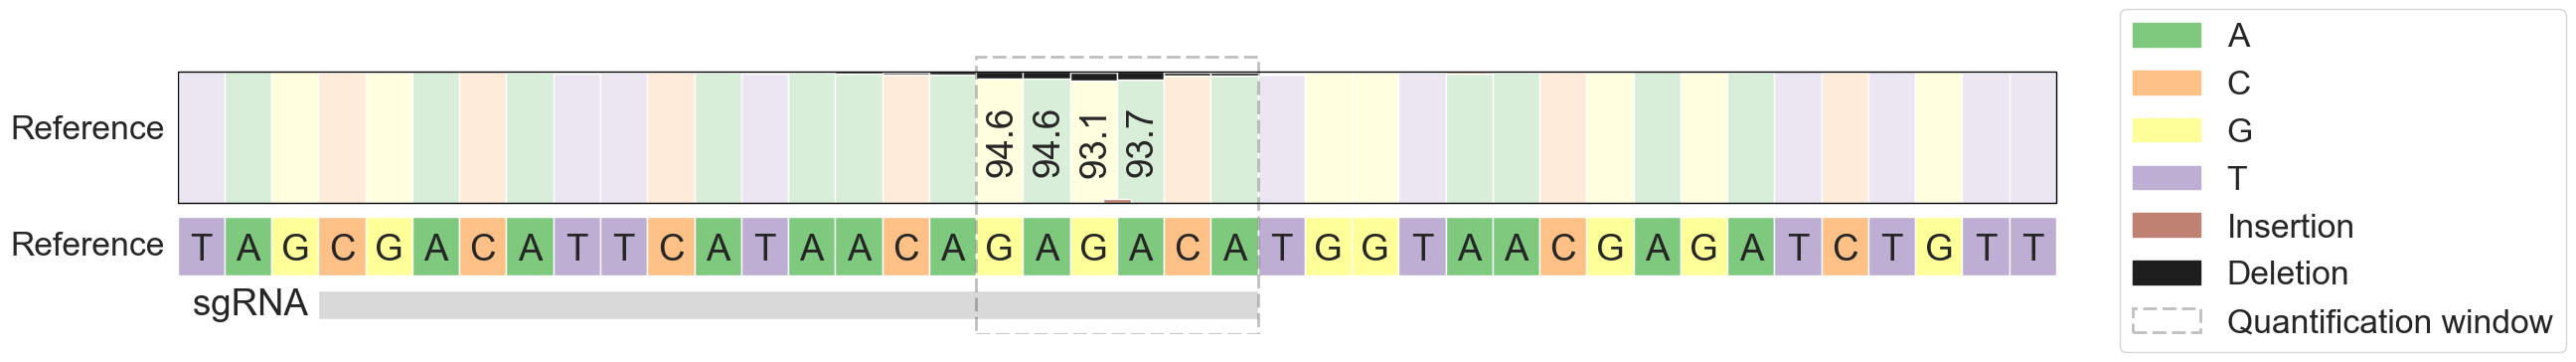 Reference
94.6 94.6 93.1 93.7
Reference T A G C G A C A T T C A T A A C A G A G A C A T G G T A A C G A G A T C T G T T
sgRNA
A
C
G
T
Insertion
Deletion
Quantification window